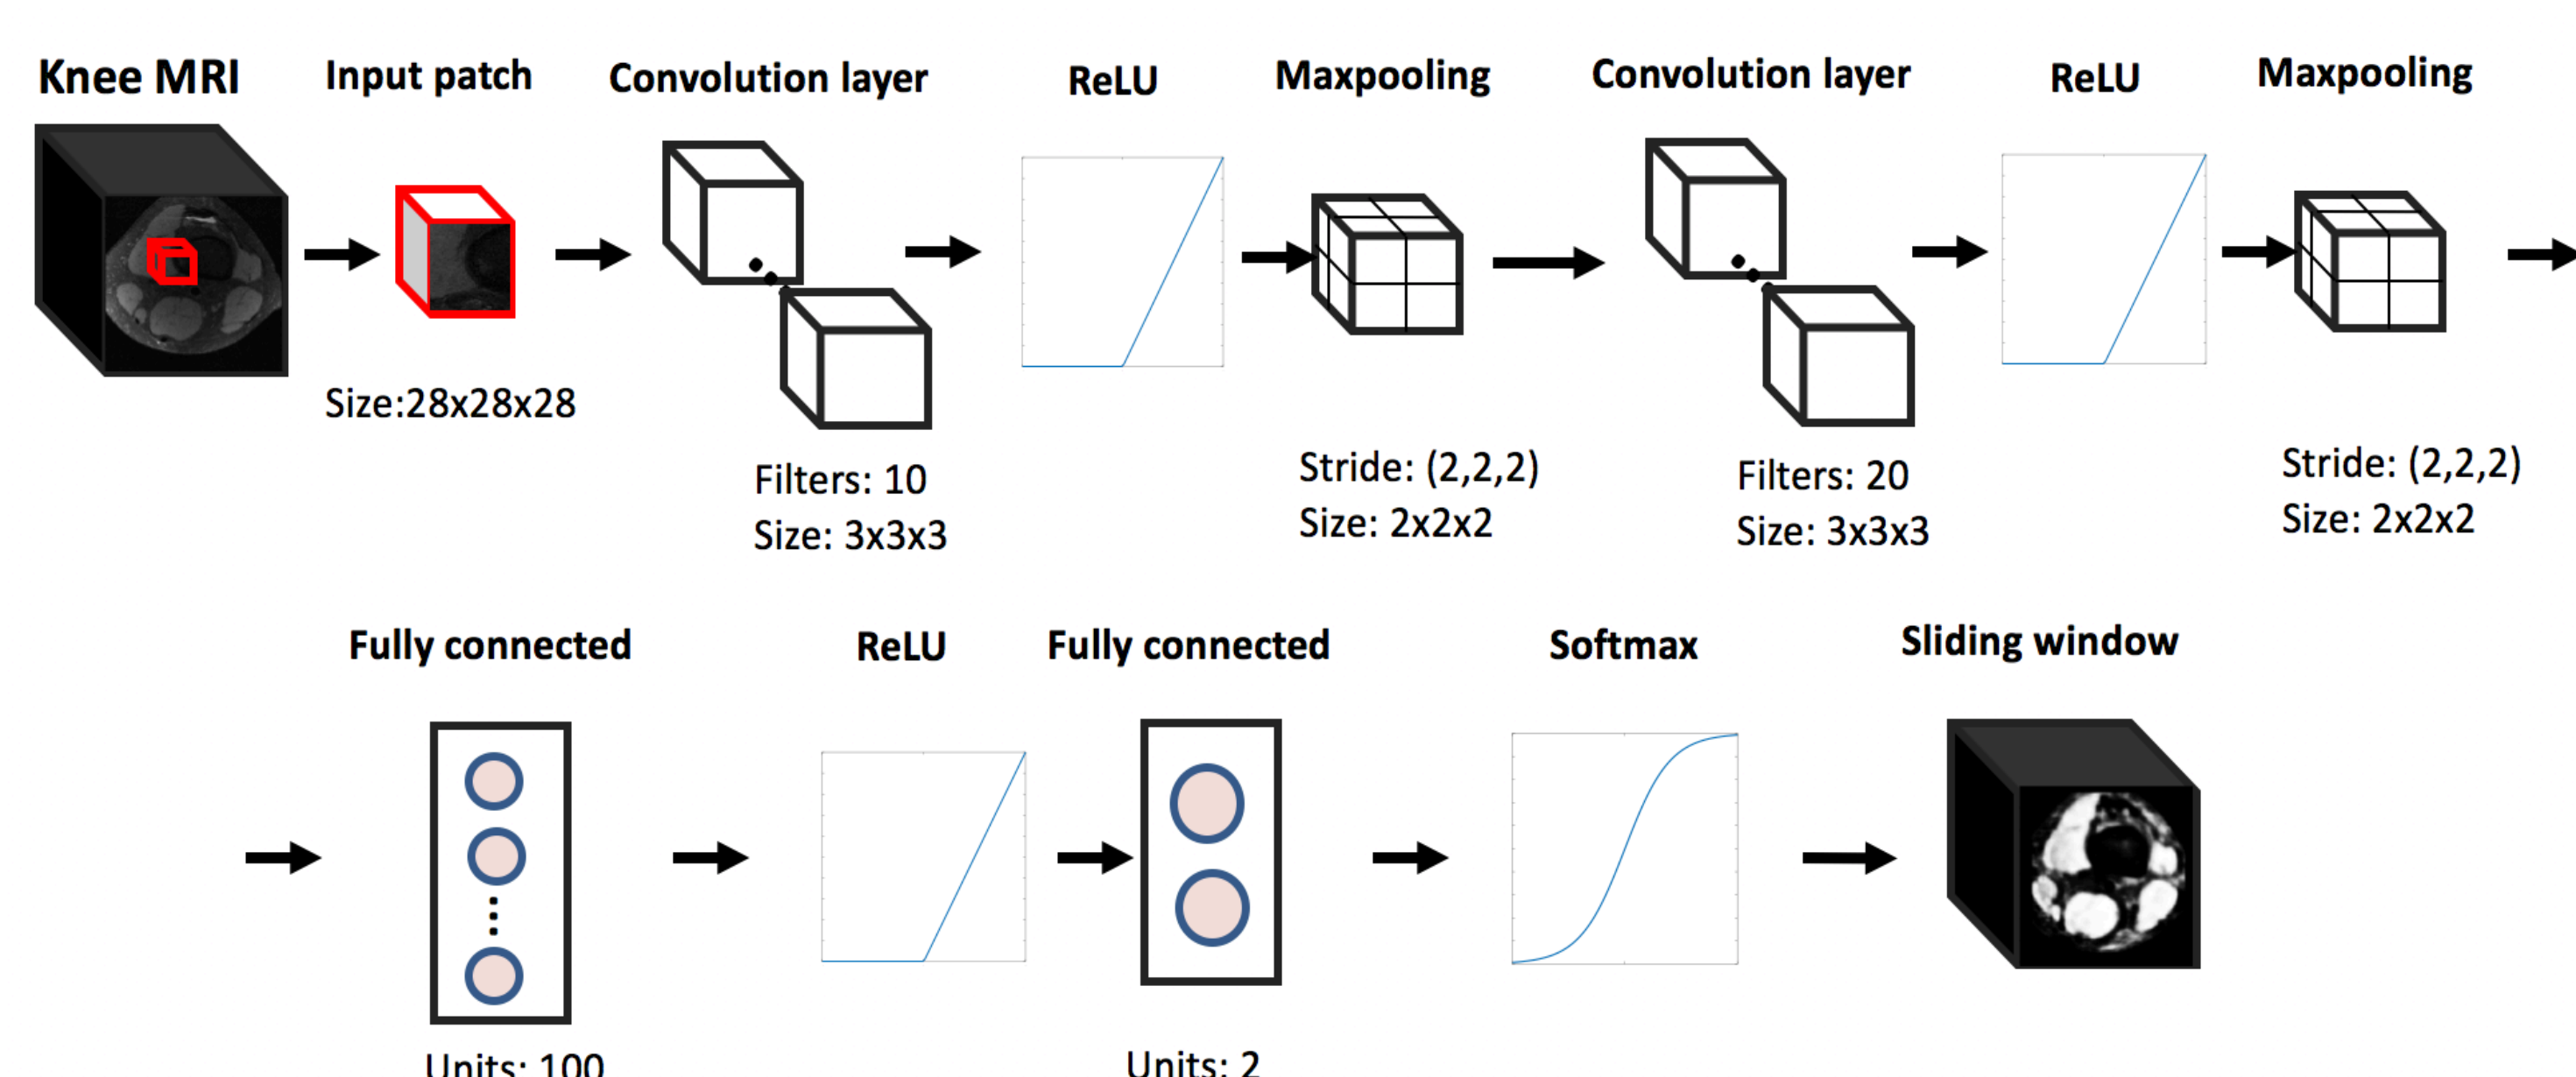 Knee MRI
Input patch
Convolution layer
ReLU
Maxpooling
Convolution layer
ReLU
Maxpooling
Size:28x28x28
Filters: 10
Size: 3x3x3
Stride: (2,2,2)
Size: 2x2x2
Filters: 20
Size: 3x3x3
Stride: (2,2,2)
Size: 2x2x2
Fully connected
ReLU
Fully connected
Softmax
Sliding window
Units: 100
Units: 2